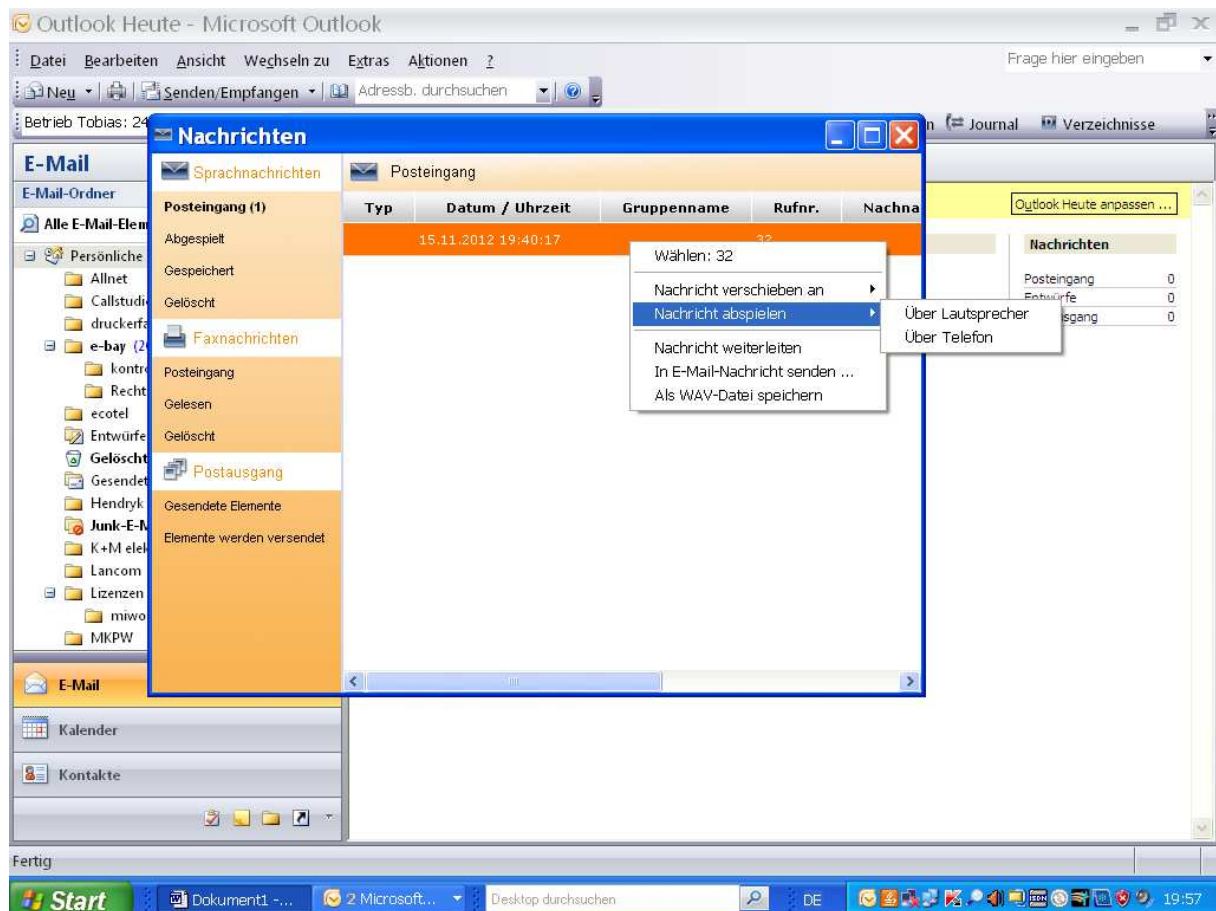 Outlook Heute - Microsoft Outlook
Datei Bearbeiten Ansicht Wechseln zu Extras Aktionen ?
Frage hier eingeben
Neu Senden/Empfangen Adressb. durchsuchen
Betrieb Tobias: 24
Journal Verzeichnisse
E-Mail
E-Mail-Ordner
Alle E-Mail-Elem
Persönliche
Allnet
Callstudi
druckerfa
e-bay (2
kontr
Recht
ecotel
Entwürfe
Gelöscht
Gesendet
Hendryk
Junk-E-M
K+M elek
Lancom
Lizenzen
miwo
MKPW
E-Mail
Kalender
Kontakte
Nachrichten
Sprachnachrichten
Posteingang (1)
Abgespielt
Gespeichert
Gelöscht
Faxnachrichten
Posteingang
Gelesen
Gelöscht
Postausgang
Gesendete Elemente
Elemente werden versendet
Posteingang
Typ Datum / Uhrzeit Gruppenname Rufnr. Nachna
15.11.2012 19:40:17 32
Wählen: 32
Nachricht verschieben an
Nachricht abspielen
Nachricht weiterleiten
In E-Mail-Nachricht senden ...
Als WAV-Datei speichern
Über Lautsprecher
Über Telefon
Outlook Heute anpassen ...
Nachrichten
Posteingang 0
Entwürfe 0
sgang 0
Fertig
Start Dokument1 -... 2 Microsoft... Desktop durchsuchen DE 19:57